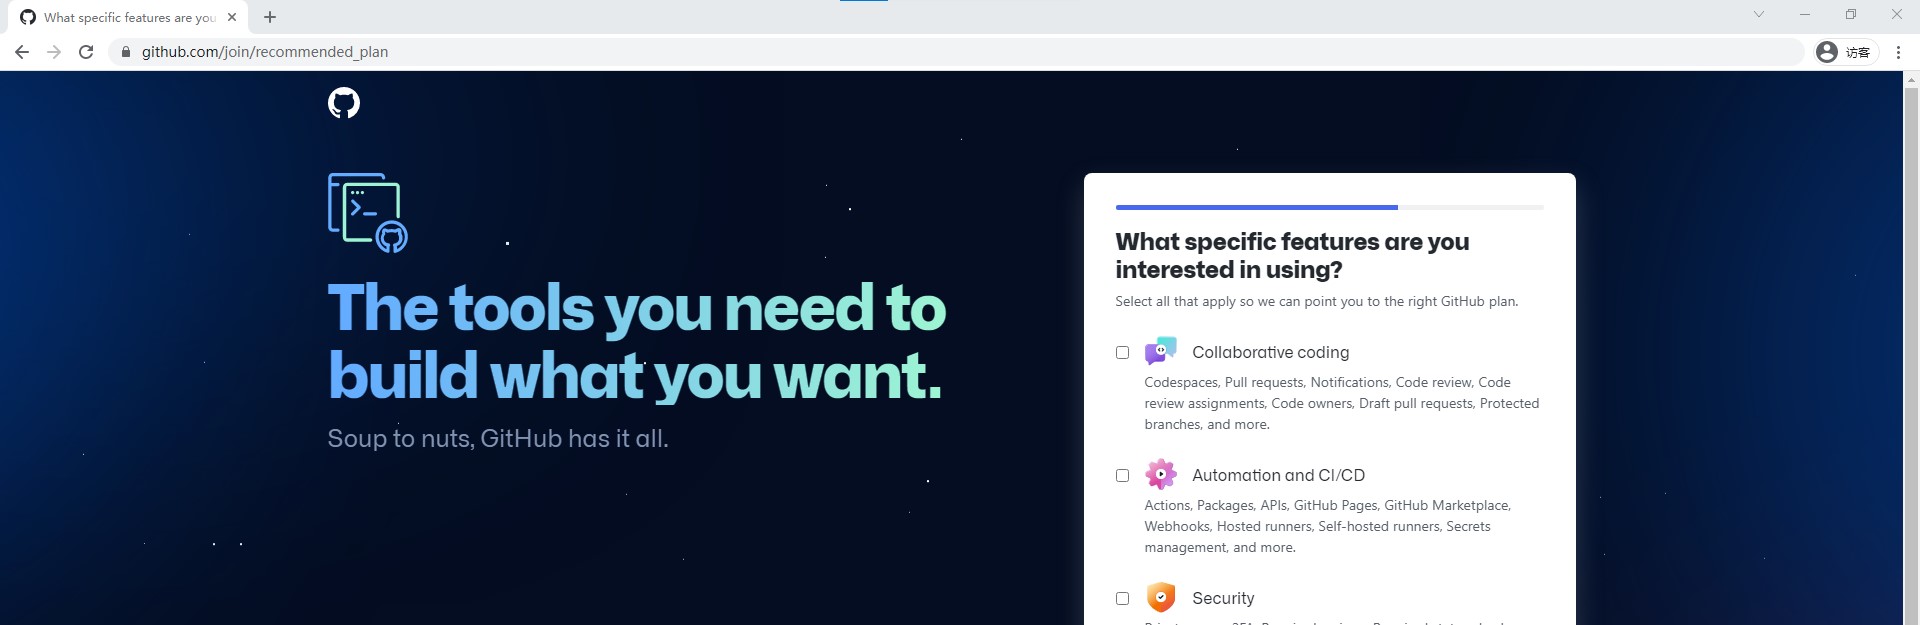 What specific features are you
github.com/join/recommended_plan
访客
The tools you need to
build what you want.
Soup to nuts, GitHub has it all.
What specific features are you
interested in using?
Select all that apply so we can point you to the right GitHub plan.
Collaborative coding
Codespaces, Pull requests, Notifications, Code review, Code
review assignments, Code owners, Draft pull requests, Protected
branches, and more.
Automation and CI/CD
Actions, Packages, APIs, GitHub Pages, GitHub Marketplace,
Webhooks, Hosted runners, Self-hosted runners, Secrets
management, and more.
Security